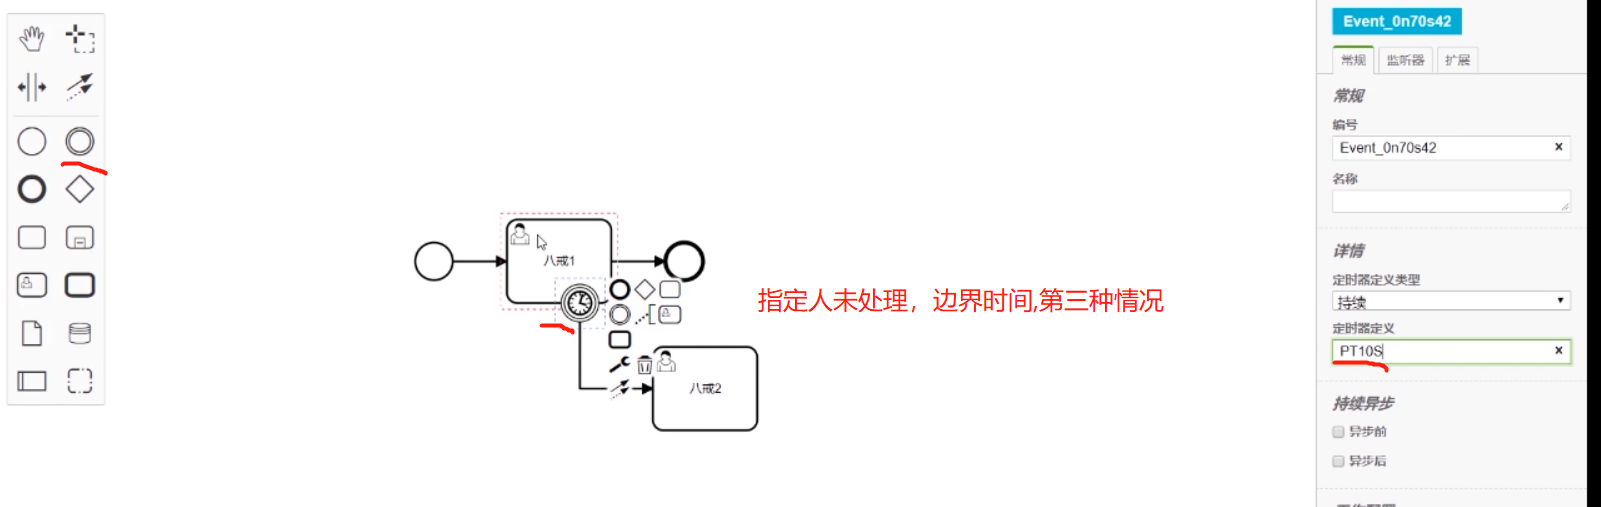 Event_0n70s42
常规
监听器
扩展
常规
编号
Event_0n70s42
×
名称
详情
定时器定义类型
持续
定时器定义
PT10S
×
持续异步
异步前
异步后
八戒1
指定人未处理，边界时间,第三种情况
八戒2